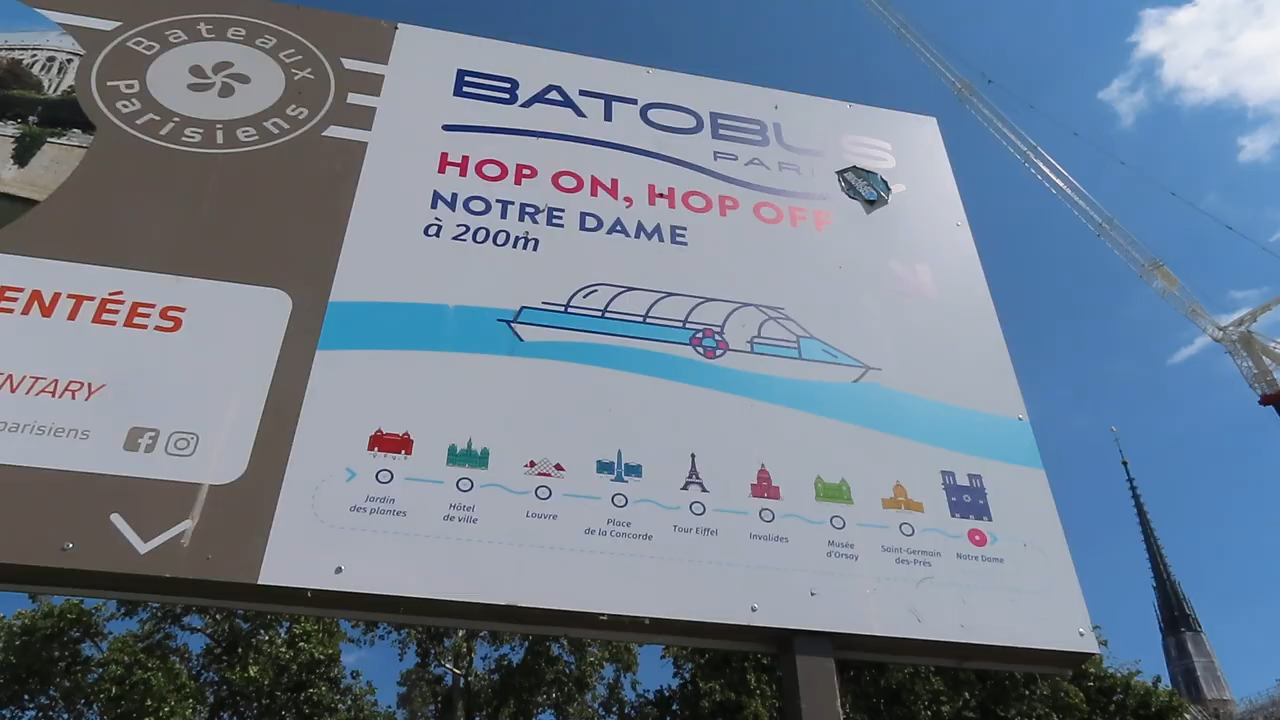 Bateaux
Parisiens
ENTÉES
NTARY
parisiens
BATOBUS
PARIS
HOP ON, HOP OFF
NOTRE DAME
à 200m
Jardin
des plantes
Hôtel
de ville
Louvre
Place
de la Concorde
Tour Eiffel
Invalides
Musée
d'Orsay
Saint-Germain
des-Prés
Notre Dame